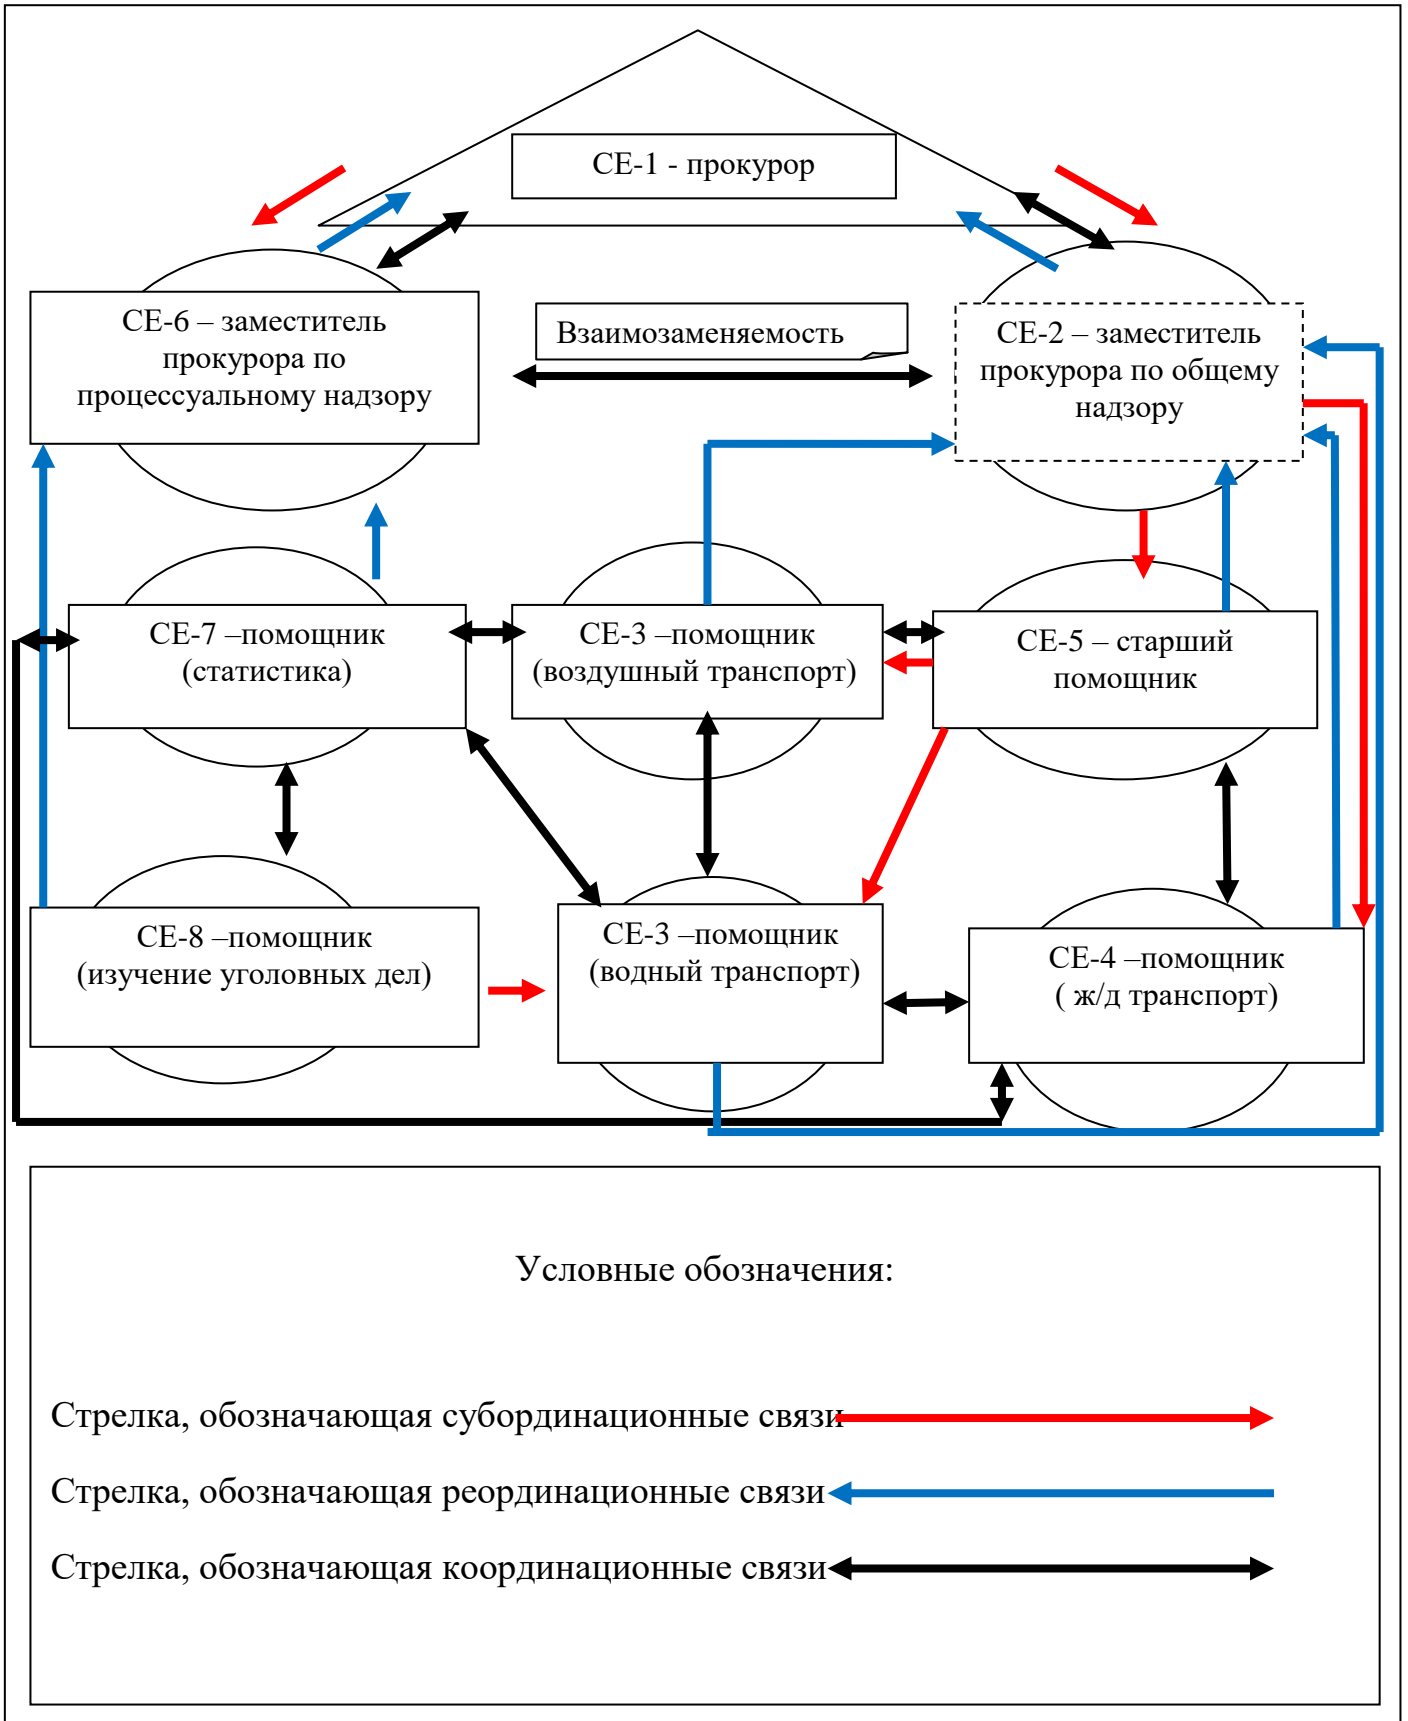 СЕ-1 - прокурор
СЕ-6 – заместитель
прокурора по
процессуальному надзору
Взаимозаменяемость
СЕ-2 – заместитель
прокурора по общему
надзору
СЕ-7 –помощник
(статистика)
СЕ-3 –помощник
(воздушный транспорт)
СЕ-5 – старший
помощник
СЕ-8 –помощник
(изучение уголовных дел)
СЕ-3 –помощник
(водный транспорт)
СЕ-4 –помощник
( ж/д транспорт)
Условные обозначения:
Стрелка, обозначающая субординационные связи
Стрелка, обозначающая реординационные связи
Стрелка, обозначающая координационные связи